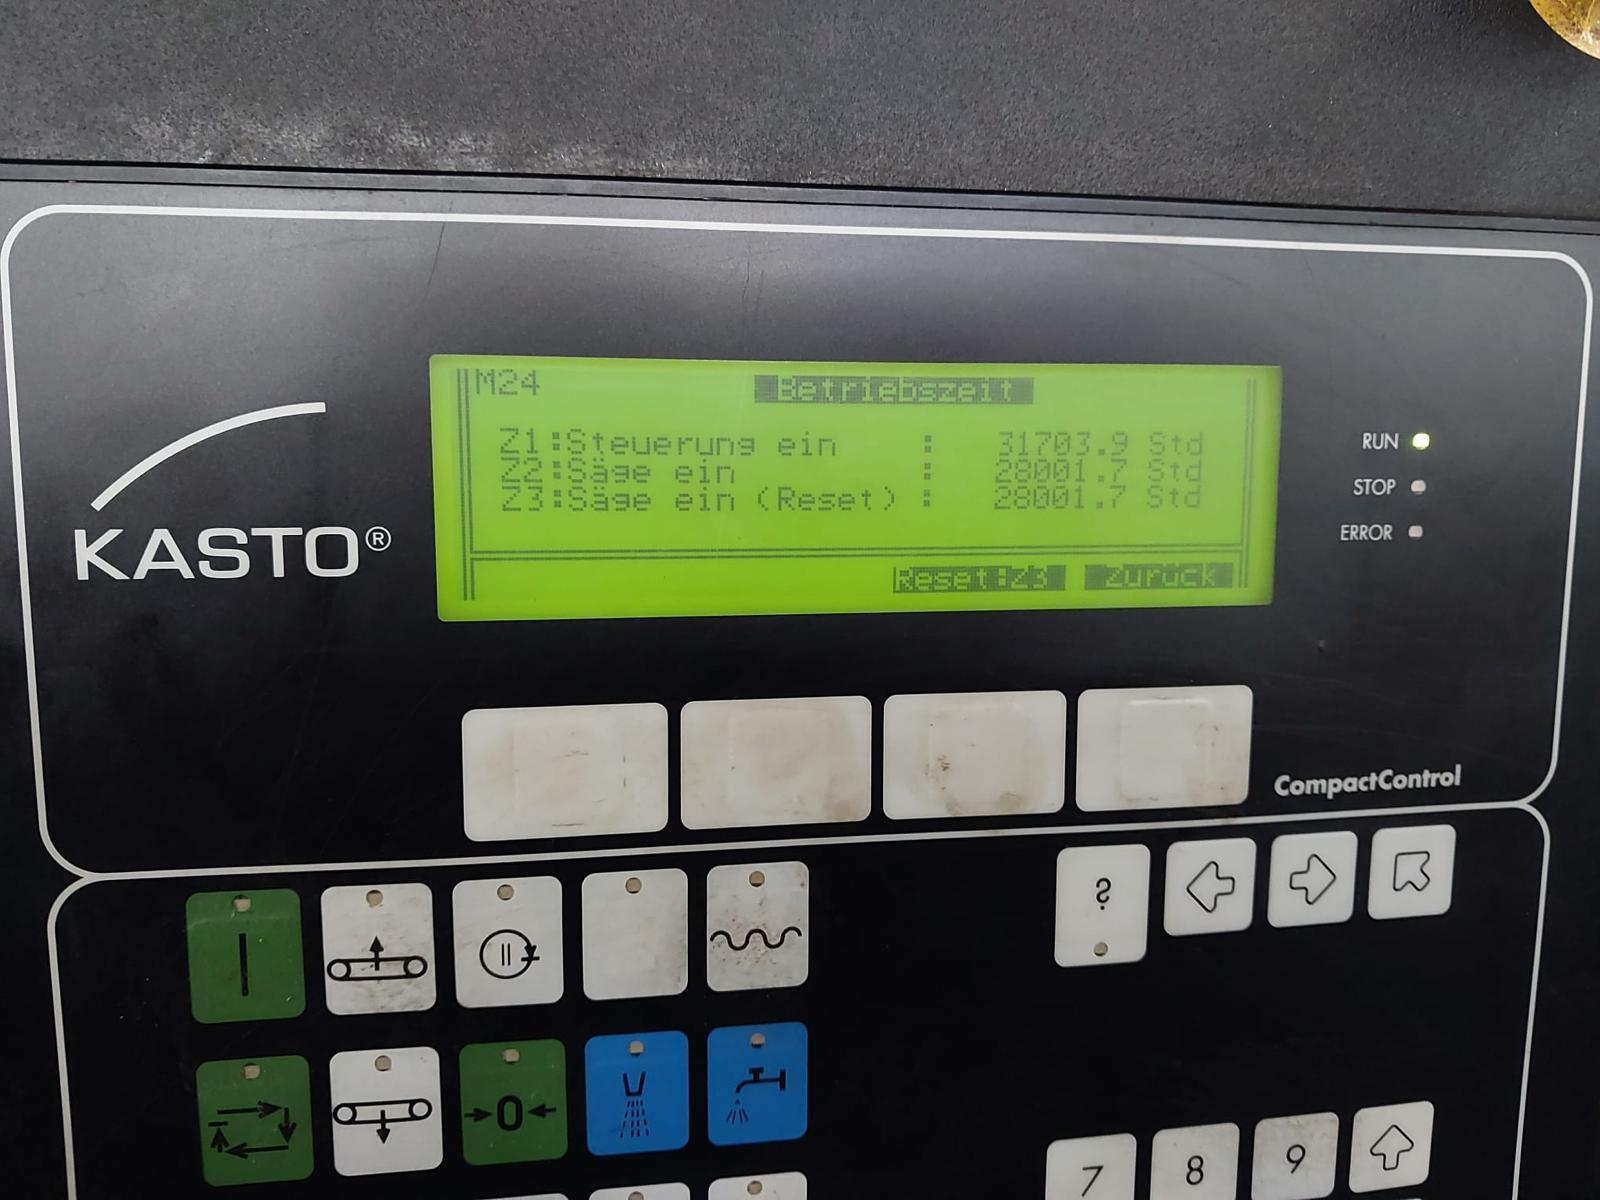 M24 Betriebszeit
Z1:Steuerung ein : 31703.9 Std
Z2:Säge ein : 28001.7 Std
Z3:Säge ein (Reset) : 28001.7 Std
Reset:Z3 Zurück
RUN
STOP
ERROR
KASTO®
CompactControl
?
0
7 8 9